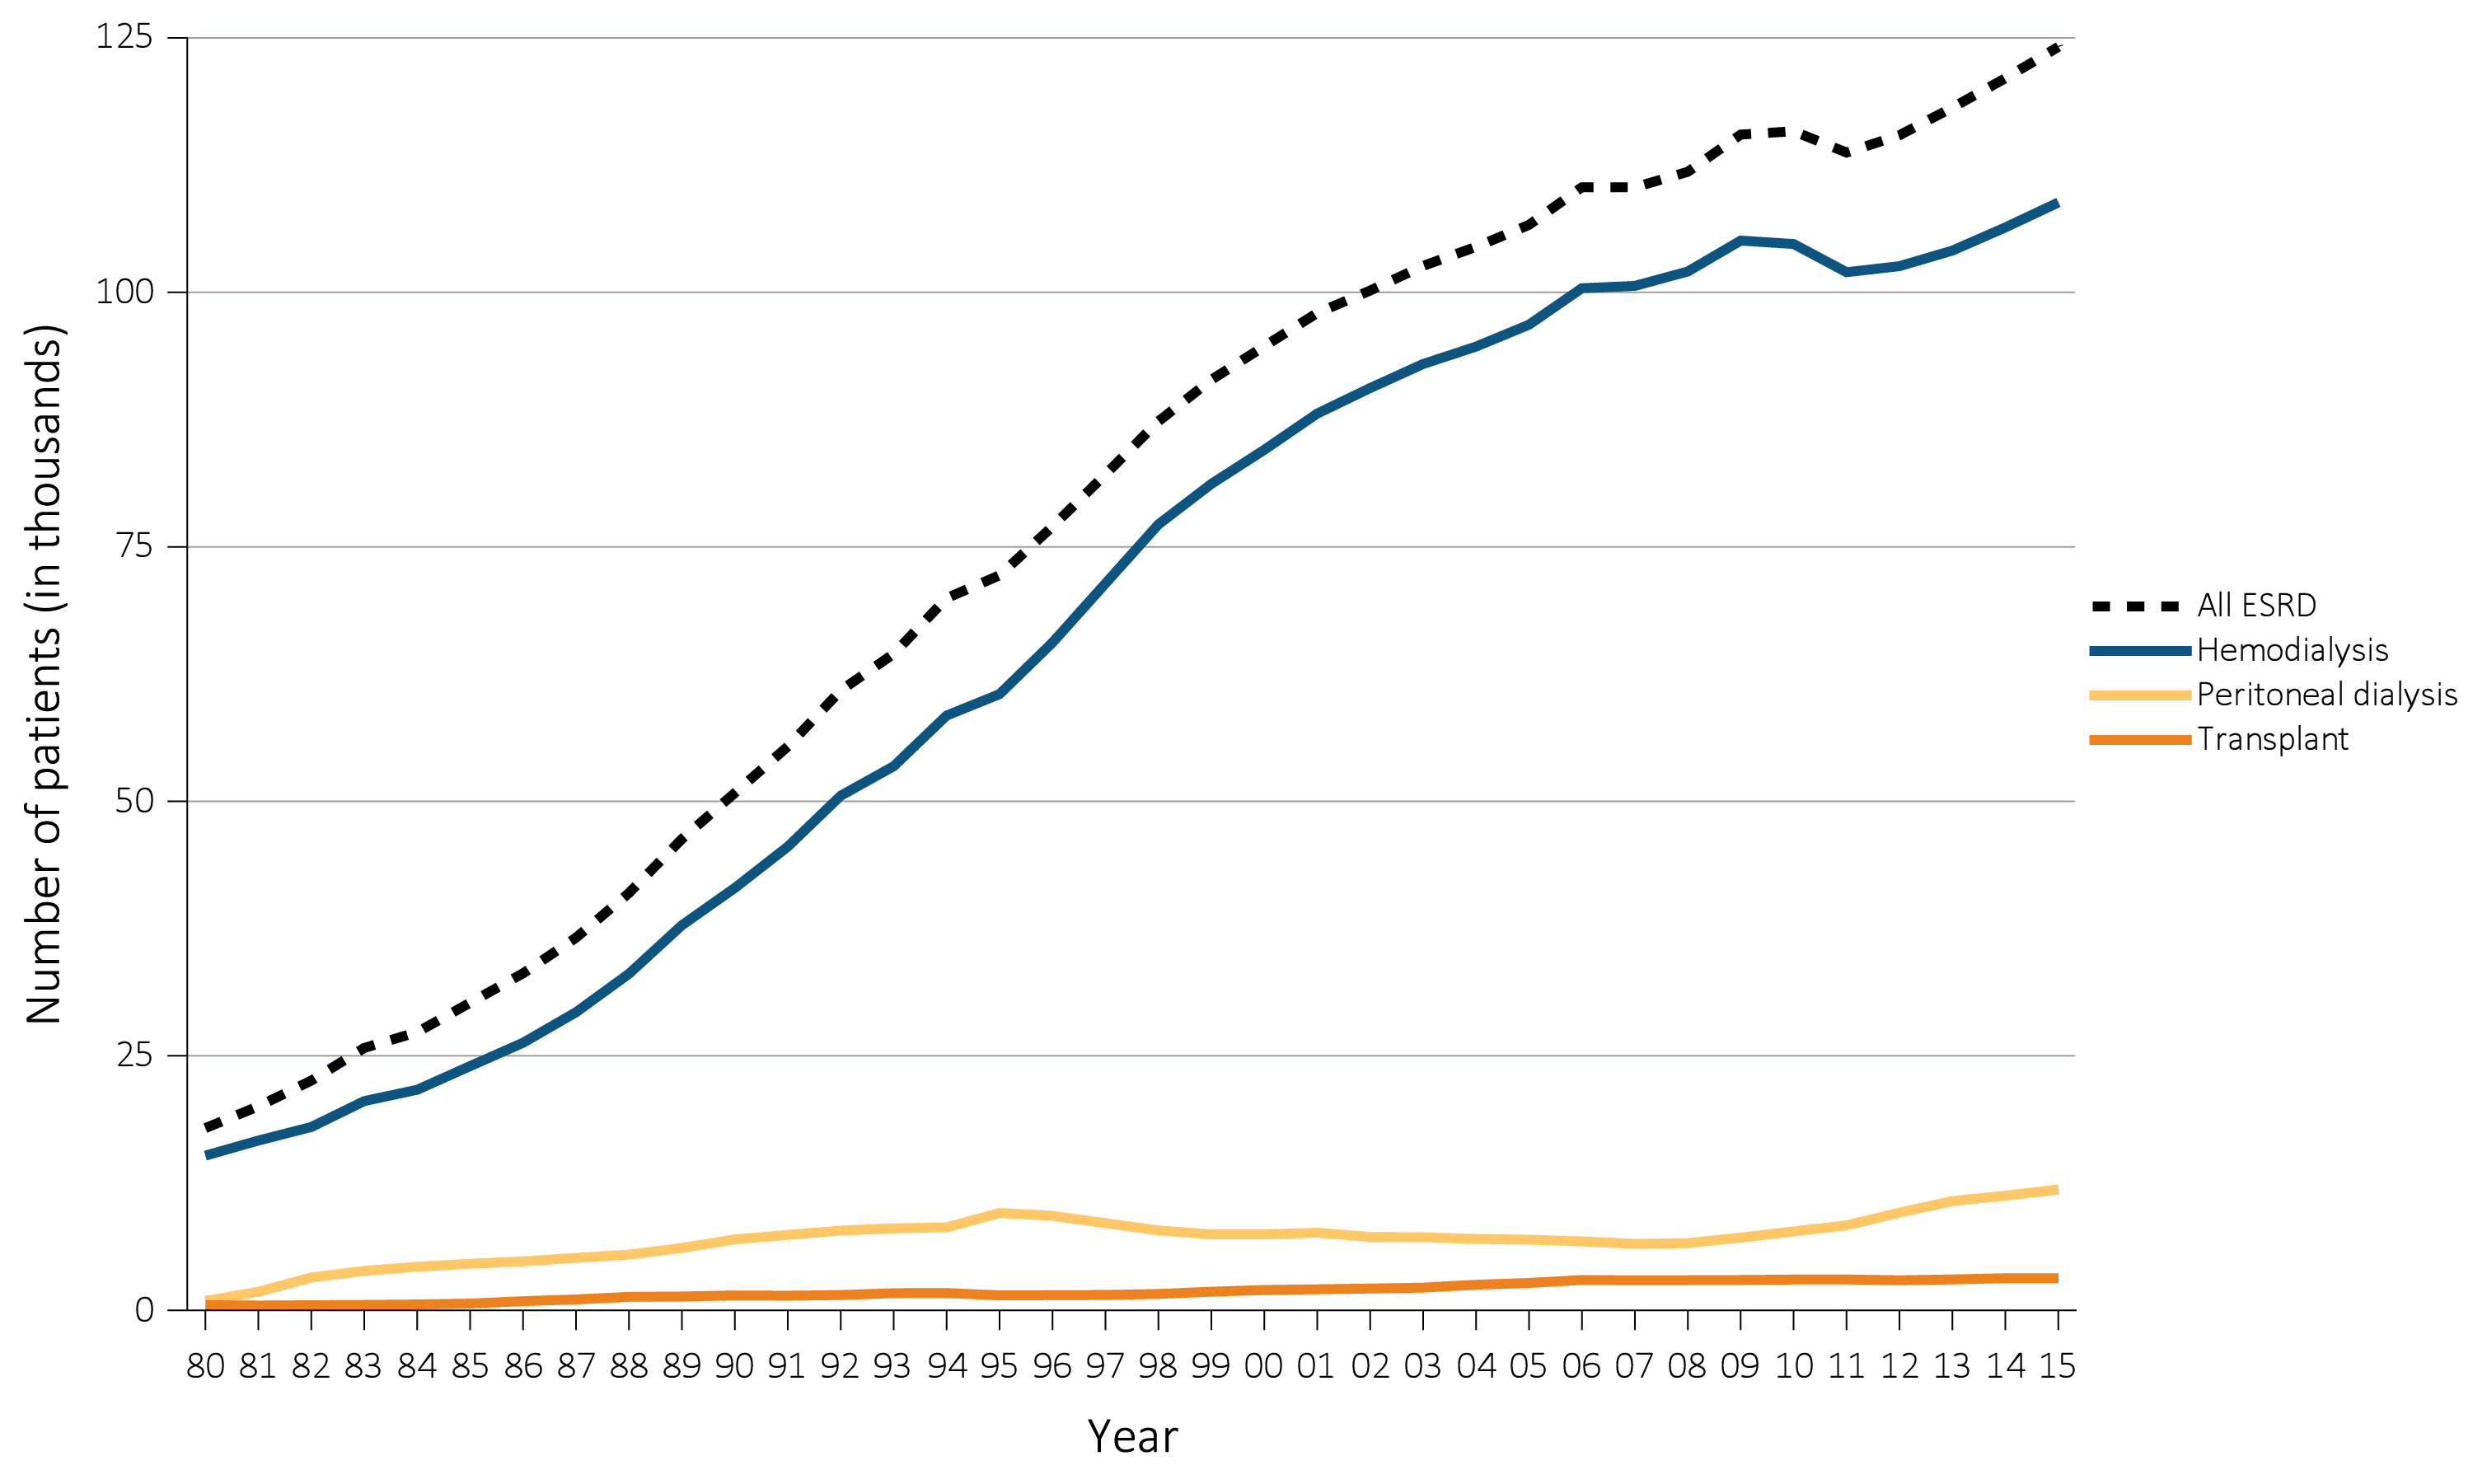 125
100
75
50
25
0
Number of patients (in thousands)
All ESRD
Hemodialysis
Peritoneal dialysis
Transplant
80 81 82 83 84 85 86 87 88 89 90 91 92 93 94 95 96 97 98 99 00 01 02 03 04 05 06 07 08 09 10 11 12 13 14 15
Year